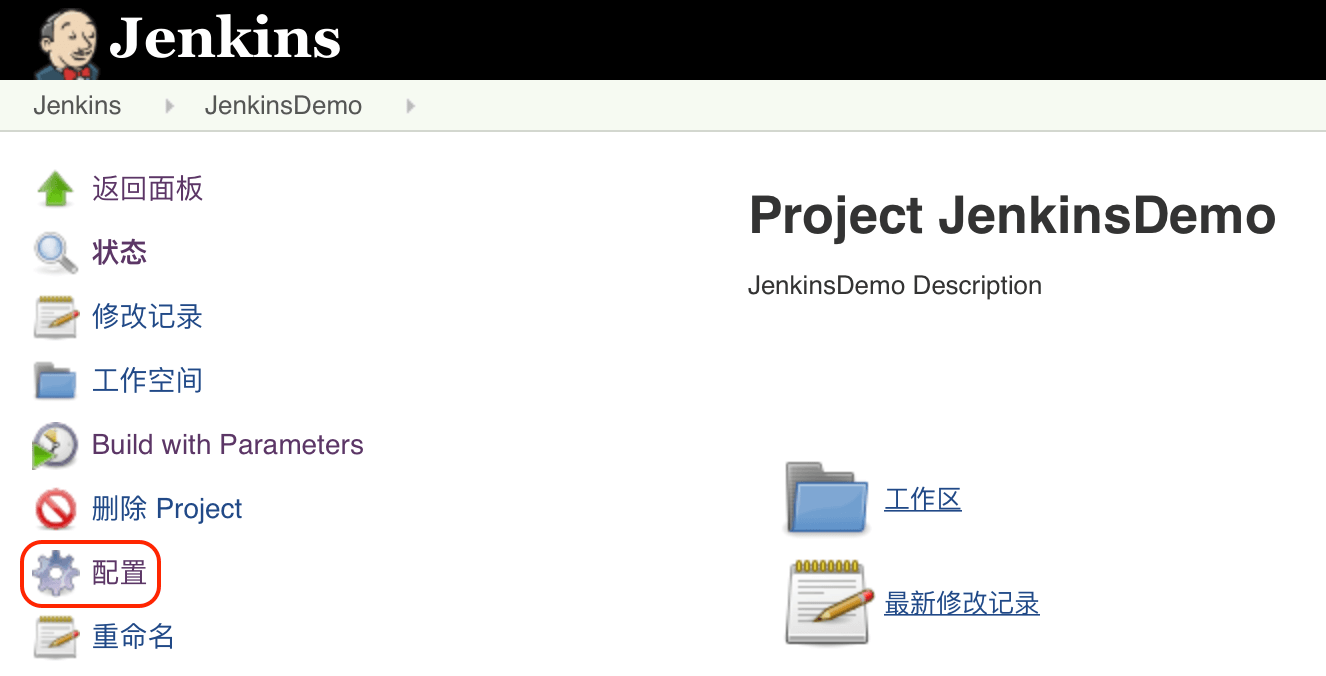 Jenkins
Jenkins JenkinsDemo
返回面板
状态
修改记录
工作空间
Build with Parameters
删除 Project
配置
重命名
Project JenkinsDemo
JenkinsDemo Description
工作区
最新修改记录